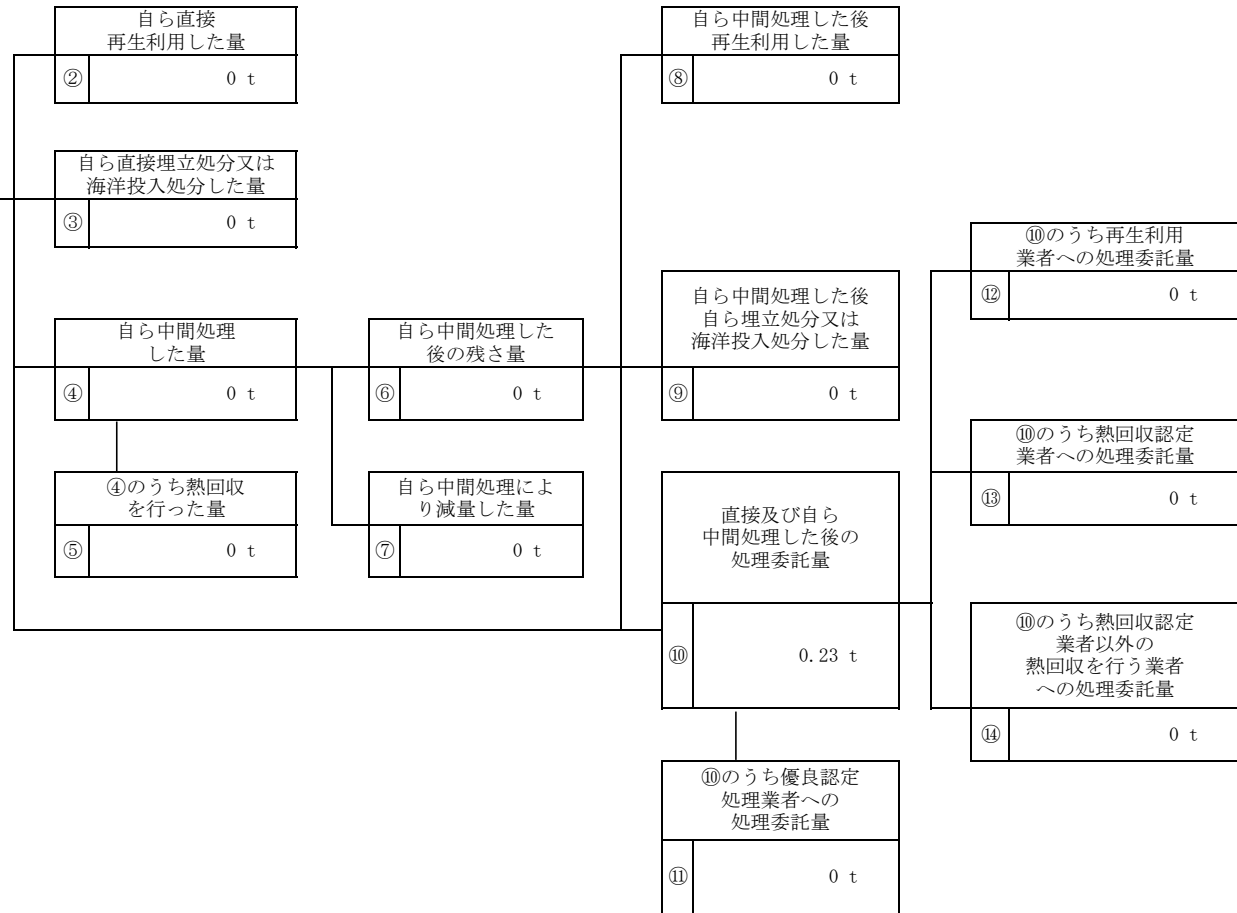 自ら直接
再生利用した量
② 0 t
自ら中間処理した後
再生利用した量
⑧ 0 t
自ら直接埋立処分又は
海洋投入処分した量
③ 0 t
⑩のうち再生利用
業者への処理委託量
⑫ 0 t
自ら中間処理
した量
④ 0 t
自ら中間処理した
後の残さ量
⑥ 0 t
自ら中間処理した後
自ら埋立処分又は
海洋投入処分した量
⑨ 0 t
⑩のうち熱回収認定
業者への処理委託量
⑬ 0 t
④のうち熱回収
を行った量
⑤ 0 t
自ら中間処理によ
り減量した量
⑦ 0 t
直接及び自ら
中間処理した後の
処理委託量
⑩ 0.23 t
⑩のうち熱回収認定
業者以外の
熱回収を行う業者
への処理委託量
⑭ 0 t
⑩のうち優良認定
処理業者への
処理委託量
⑪ 0 t